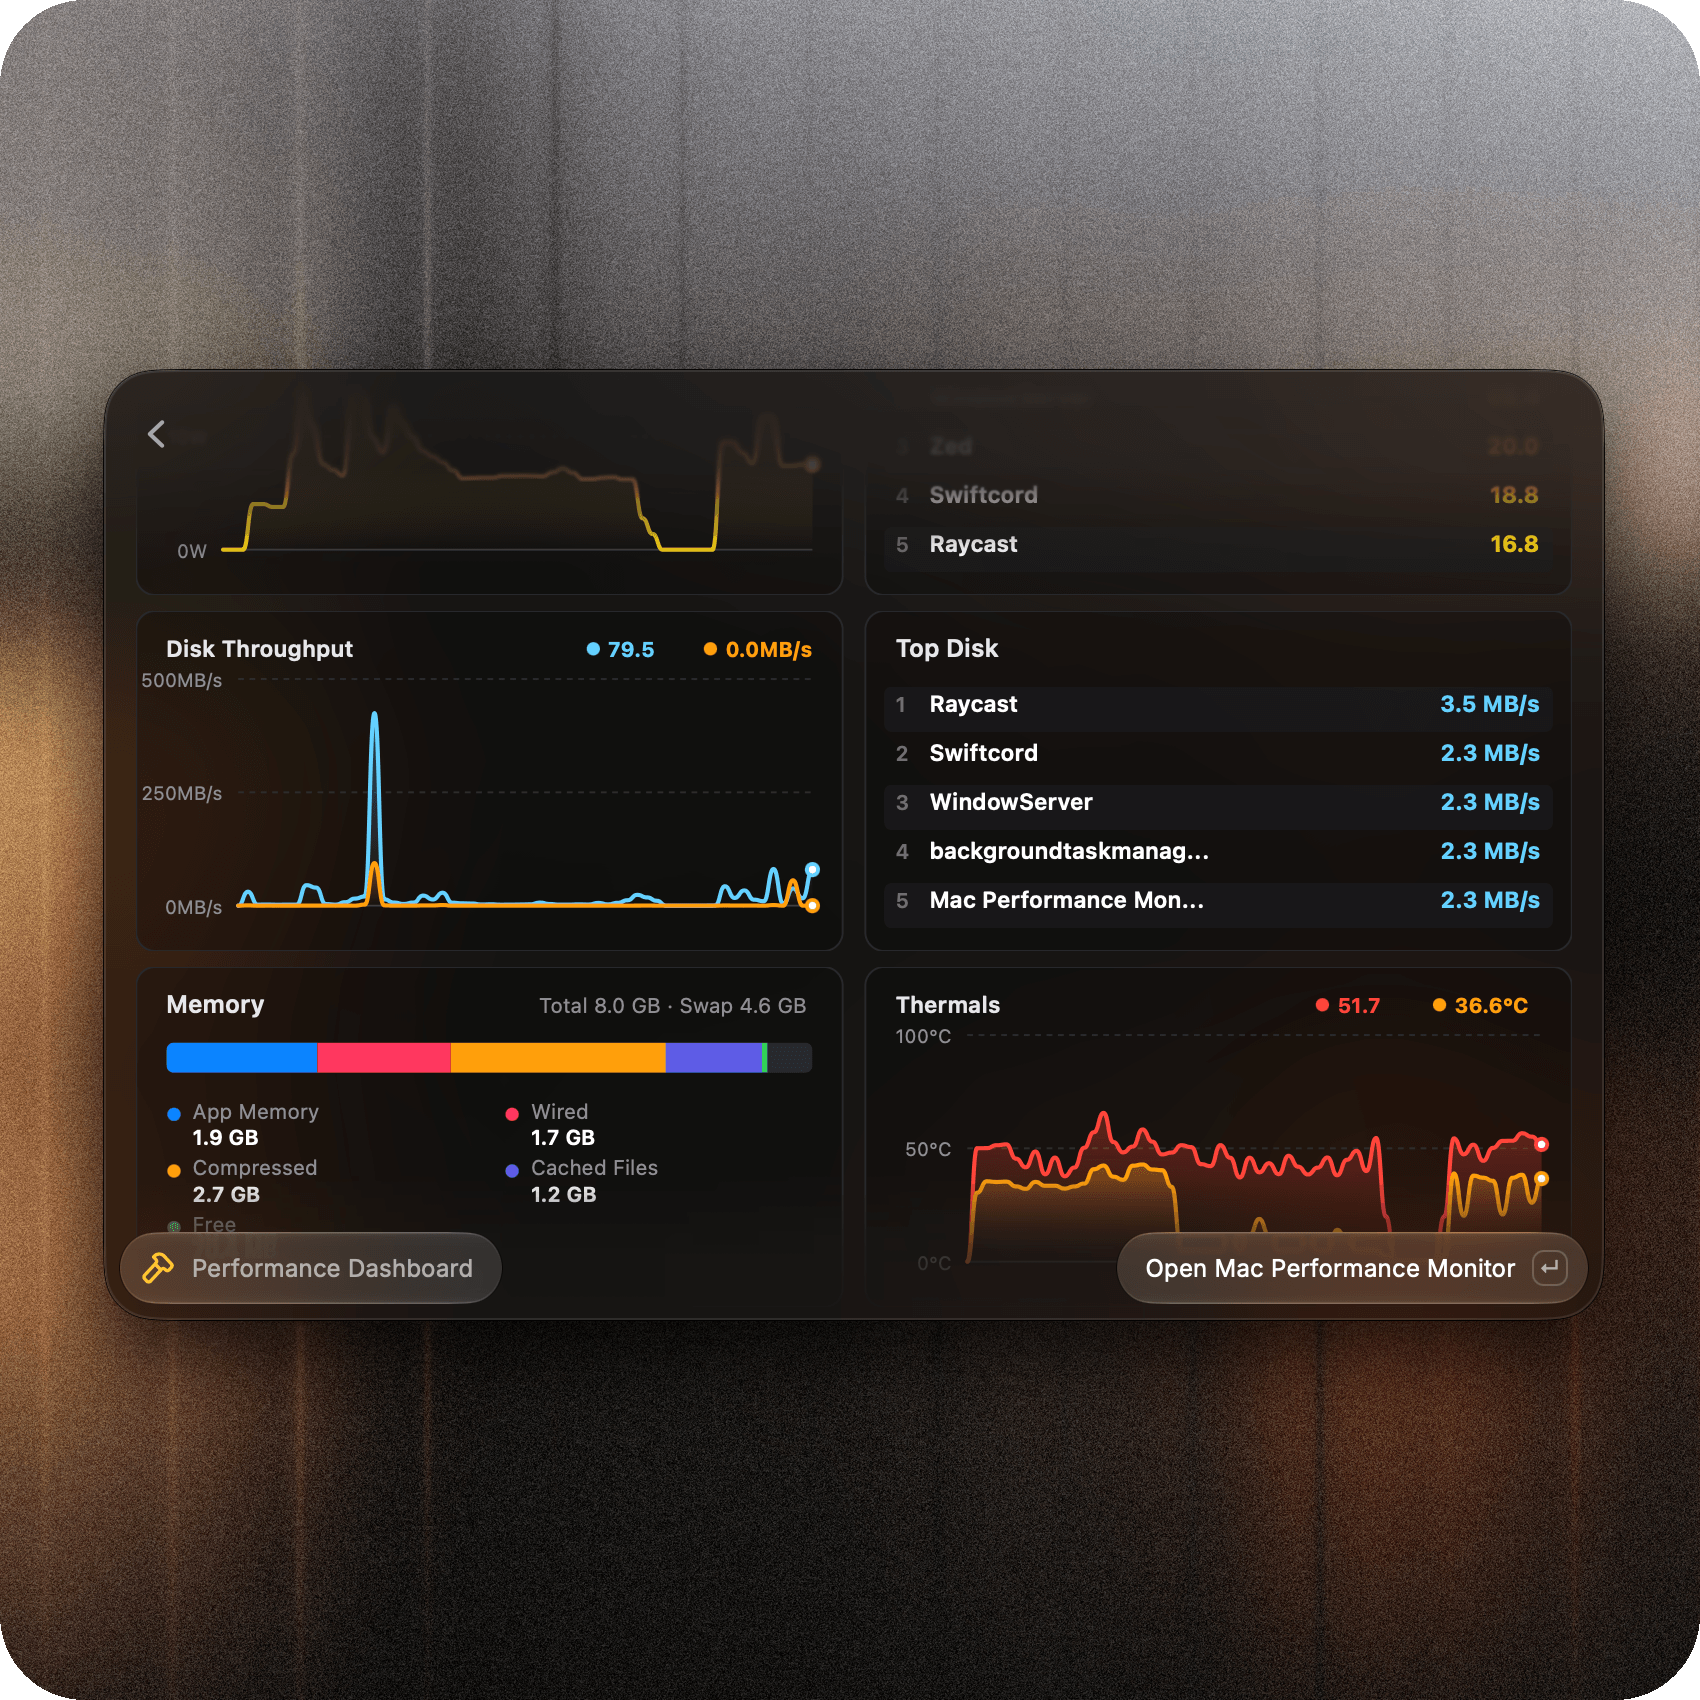 Zed 20.0
4 Swiftcord 18.8
0W
5 Raycast 16.8
Disk Throughput 79.5 0.0MB/s
500MB/s
250MB/s
0MB/s
Top Disk
1 Raycast 3.5 MB/s
2 Swiftcord 2.3 MB/s
3 WindowServer 2.3 MB/s
4 backgroundtaskmanag... 2.3 MB/s
5 Mac Performance Mon... 2.3 MB/s
Memory Total 8.0 GB · Swap 4.6 GB
App Memory
1.9 GB
Wired
1.7 GB
Compressed
2.7 GB
Cached Files
1.2 GB
Free
Thermals 51.7 36.6°C
100°C
50°C
0°C
Performance Dashboard
Open Mac Performance Monitor